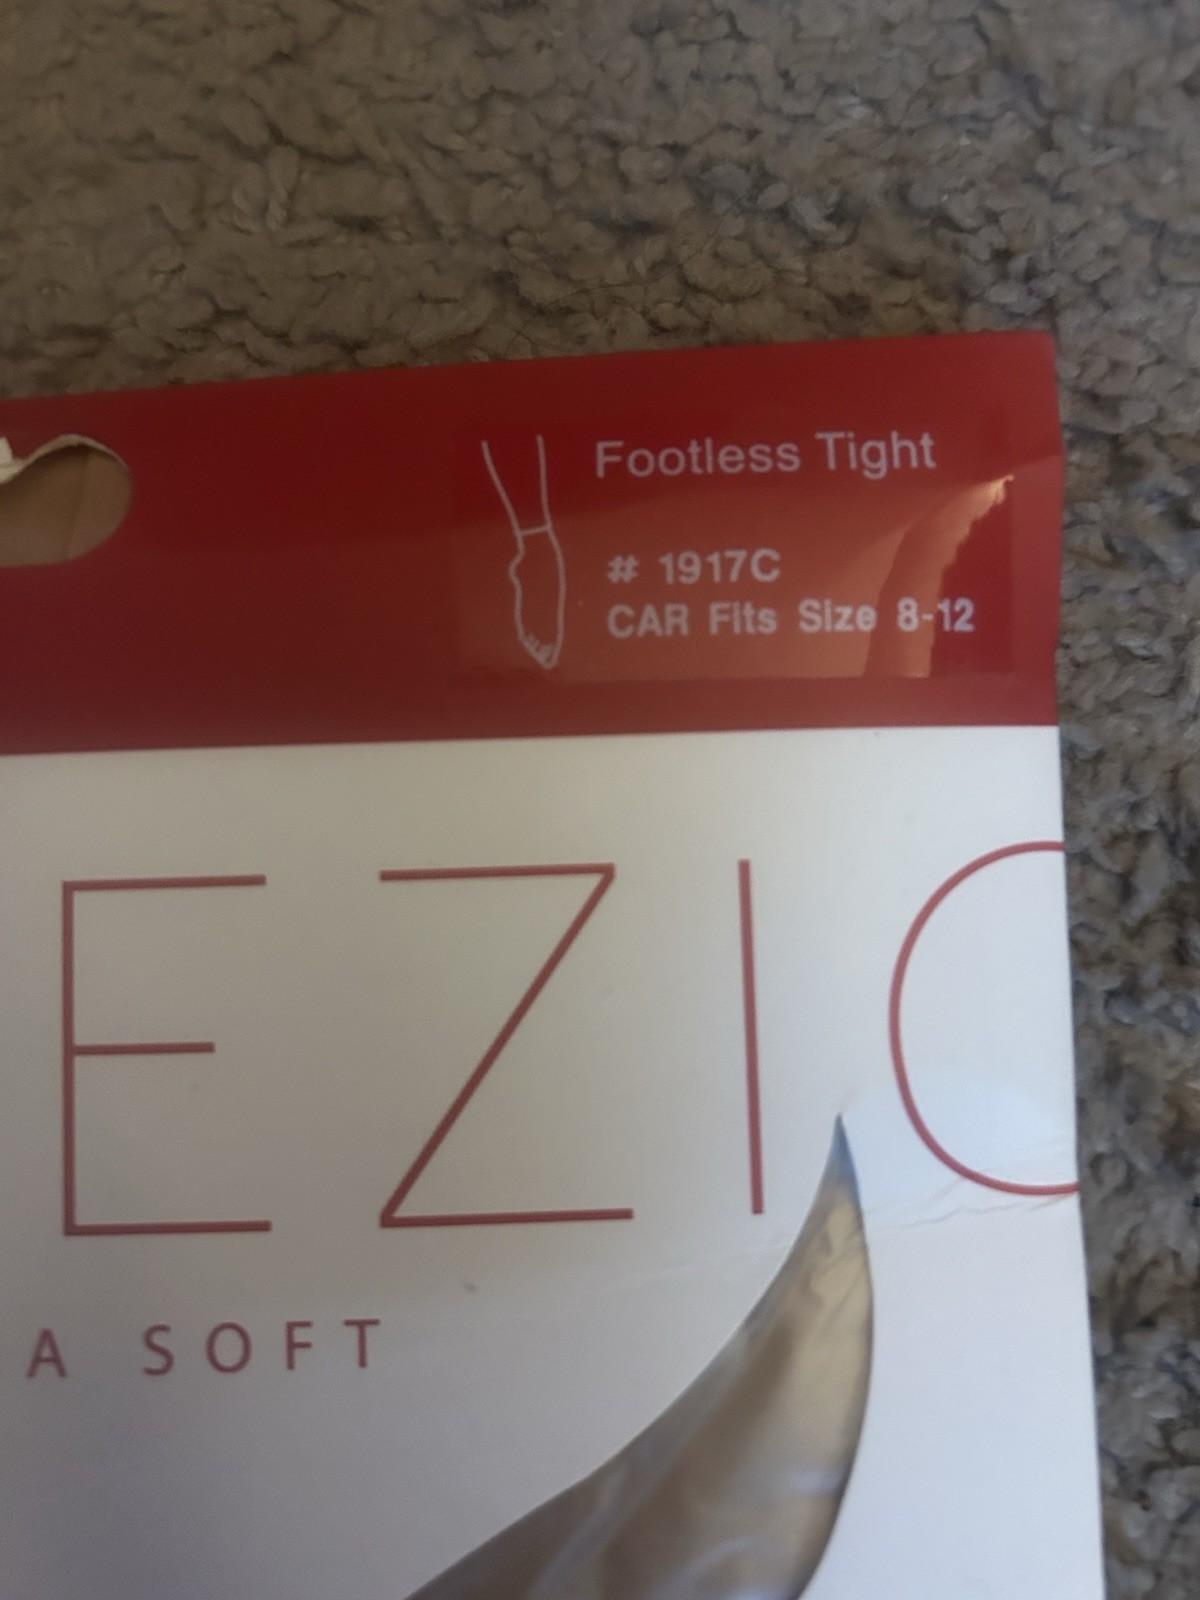 Footless Tight
# 1917C
CAR Fits Size 8-12
EZIO
A SOFT